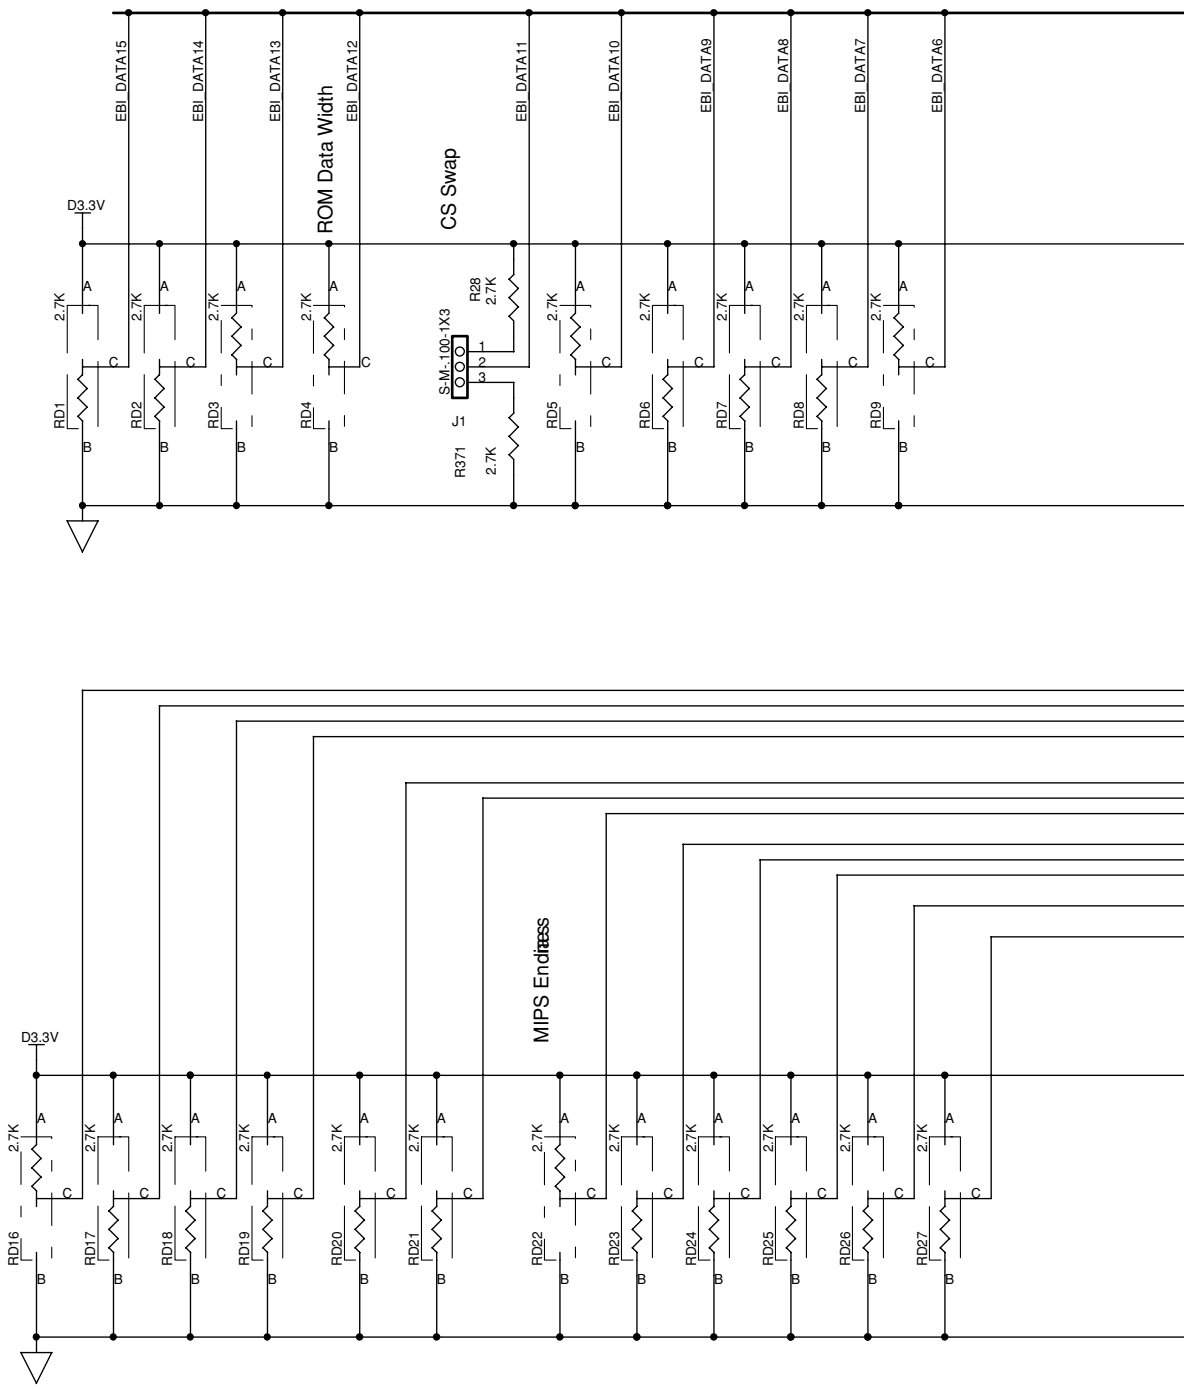 EBI_DATA15
EBI_DATA14
EBI_DATA13
EBI_DATA12
EBI_DATA11
EBI_DATA10
EBI_DATA9
EBI_DATA8
EBI_DATA7
EBI_DATA6
ROM Data Width
CS Swap
D3.3V
A
A
A
A
A
A
A
A
A
2.7K
2.7K
2.7K
2.7K
R28
2.7K
2.7K
2.7K
2.7K
2.7K
2.7K
S-M-.100-1X3
1
2
3
C
C
C
C
C
C
C
C
C
RD1
RD2
RD3
RD4
J1
R371
2.7K
RD5
RD6
RD7
RD8
RD9
B
B
B
B
B
B
B
B
B
MIPS Endiness
D3.3V
A
A
A
A
A
A
A
A
A
A
A
A
2.7K
2.7K
2.7K
2.7K
2.7K
2.7K
2.7K
2.7K
2.7K
2.7K
2.7K
2.7K
C
C
C
C
C
C
C
C
C
C
C
C
RD16
RD17
RD18
RD19
RD20
RD21
RD22
RD23
RD24
RD25
RD26
RD27
B
B
B
B
B
B
B
B
B
B
B
B